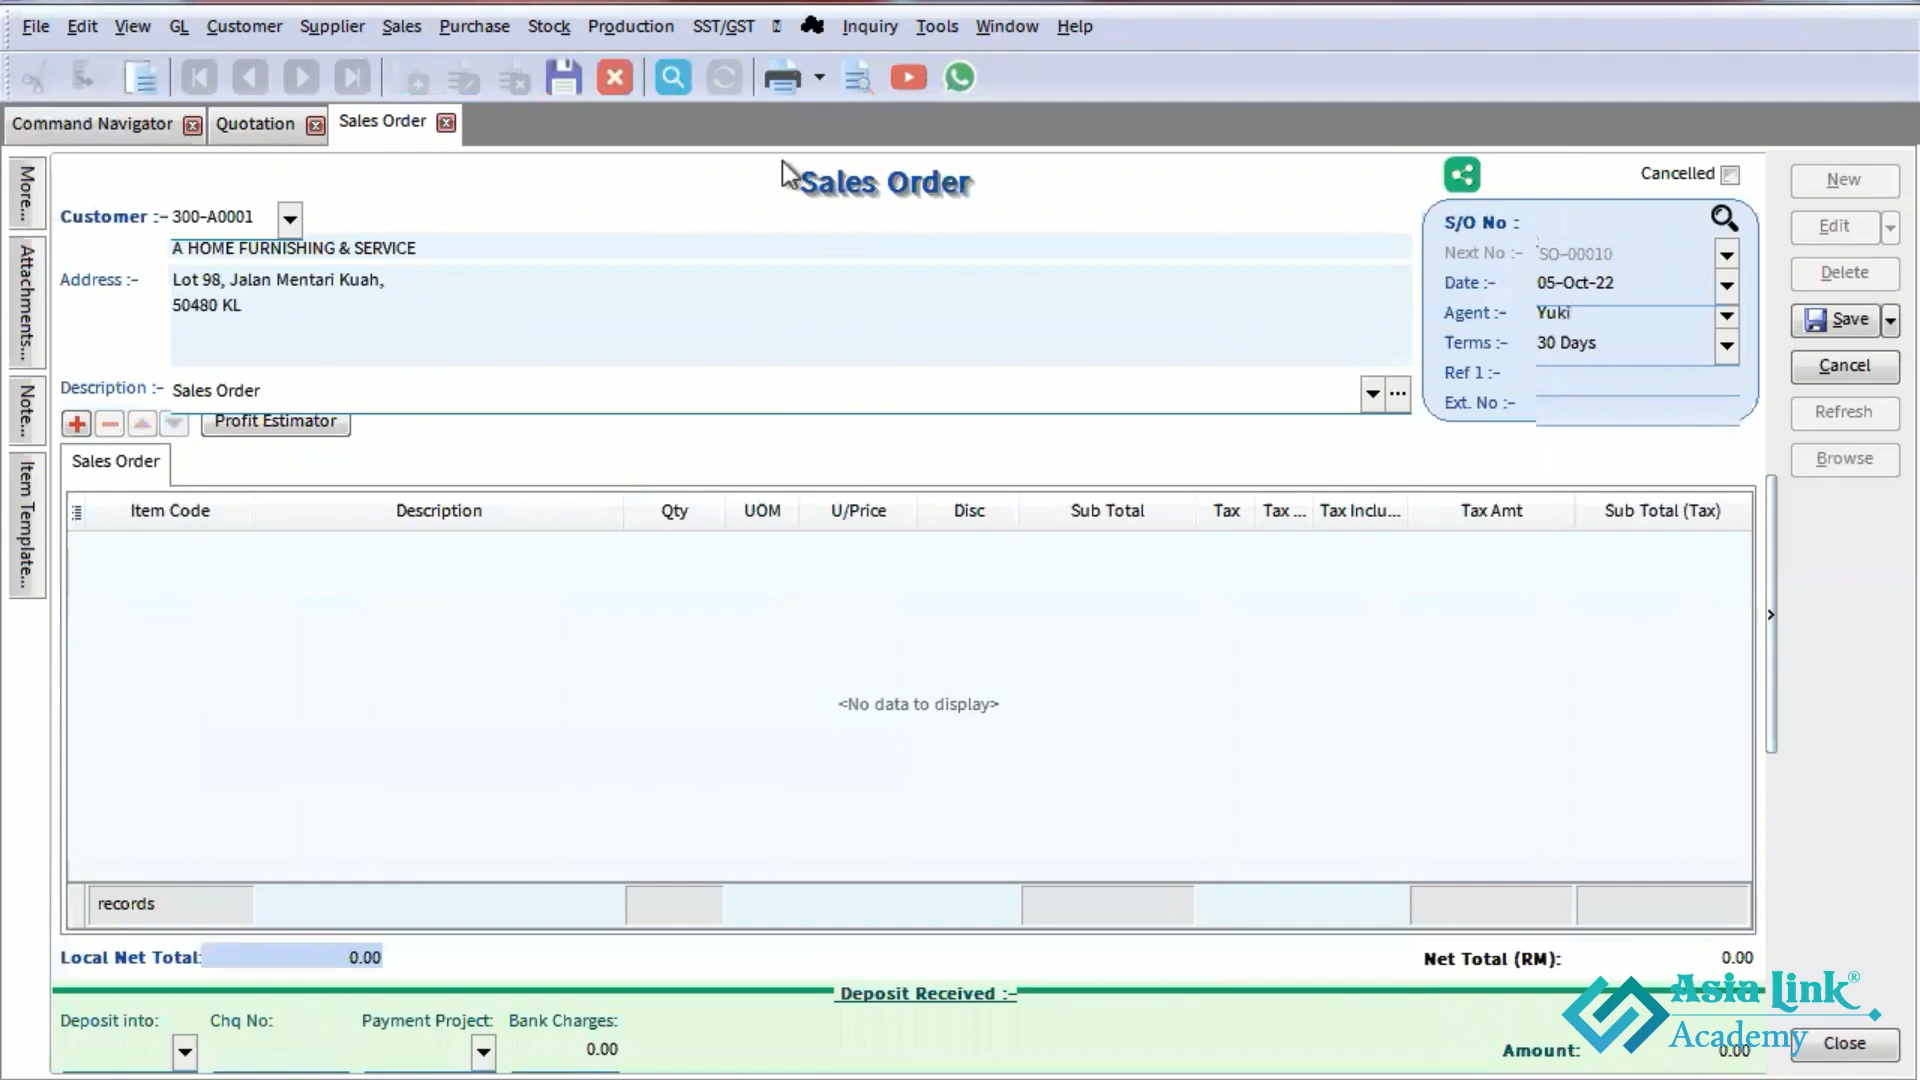 File Edit View GL Customer Supplier Sales Purchase Stock Production SST/GST Inquiry Tools Window Help
Command Navigator Quotation Sales Order
Sales Order
Cancelled
Customer :- 300-A0001
A HOME FURNISHING & SERVICE
Address :- Lot 98, Jalan Mentari Kuah,
50480 KL
Description :- Sales Order
S/O No :
Next No :- SO-00010
Date :- 05-Oct-22
Agent :- Yuki
Terms :- 30 Days
Ref 1 :-
Ext. No :-
New
Edit
Delete
Save
Cancel
Refresh
Browse
More...
Attachments...
Note...
Item Template...
Profit Estimator
Sales Order
Item Code Description Qty UOM U/Price Disc Sub Total Tax Tax ... Tax Inclu... Tax Amt Sub Total (Tax)
<No data to display>
records
Local Net Total: 0.00
Net Total (RM): 0.00
Deposit Received :-
Deposit into: Chq No: Payment Project: Bank Charges:
0.00
Amount: 0.00
Asia Link®
Academy
Close